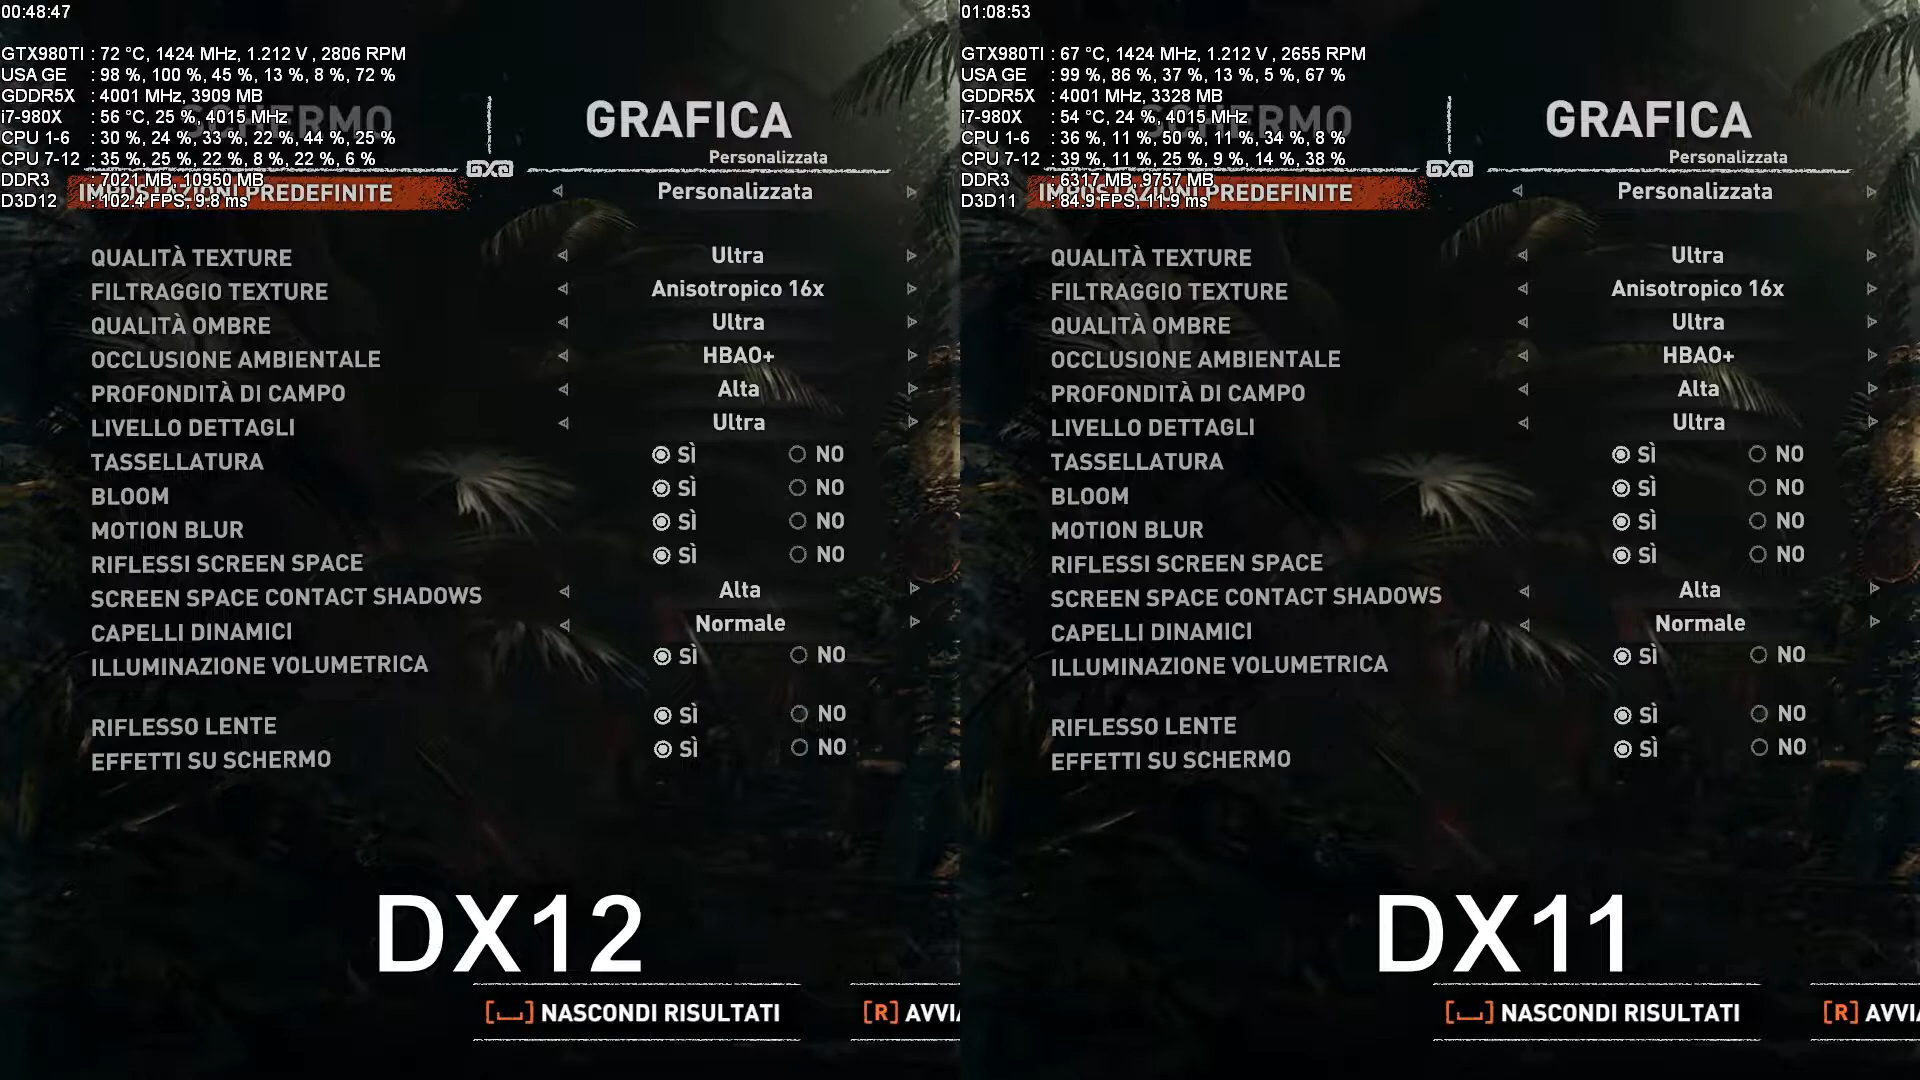 00:48:47
GTX980TI : 72 °C, 1424 MHz, 1.212 V , 2806 RPM
USA GE : 98 %, 100 %, 45 %, 13 %, 8 %, 72 %
GDDR5X : 4001 MHz, 3909 MB
i7-980X : 56 °C, 25 %, 4015 MHz
CPU 1-6 : 30 %, 24 %, 33 %, 22 %, 44 %, 25 %
CPU 7-12 : 35 %, 25 %, 22 %, 8 %, 22 %, 6 %
DDR3 : 7021 MB, 10950 MB
D3D12 : 102.4 FPS, 9.8 ms
SCHERMO
GRAFICA
Personalizzata
IMPOSTAZIONI PREDEFINITE Personalizzata
QUALITÀ TEXTURE Ultra
FILTRAGGIO TEXTURE Anisotropico 16x
QUALITÀ OMBRE Ultra
OCCLUSIONE AMBIENTALE HBAO+
PROFONDITÀ DI CAMPO Alta
LIVELLO DETTAGLI Ultra
TASSELLATURA SÌ NO
BLOOM SÌ NO
MOTION BLUR SÌ NO
RIFLESSI SCREEN SPACE SÌ NO
SCREEN SPACE CONTACT SHADOWS Alta
CAPELLI DINAMICI Normale
ILLUMINAZIONE VOLUMETRICA SÌ NO
RIFLESSO LENTE SÌ NO
EFFETTI SU SCHERMO SÌ NO
DX12
[⎵] NASCONDI RISULTATI [R] AVVIA
01:08:53
GTX980TI : 67 °C, 1424 MHz, 1.212 V , 2655 RPM
USA GE : 99 %, 86 %, 37 %, 13 %, 5 %, 67 %
GDDR5X : 4001 MHz, 3328 MB
i7-980X : 54 °C, 24 %, 4015 MHz
CPU 1-6 : 36 %, 11 %, 50 %, 11 %, 34 %, 8 %
CPU 7-12 : 39 %, 11 %, 25 %, 9 %, 14 %, 38 %
DDR3 : 6317 MB, 9757 MB
D3D11 : 84.9 FPS, 11.9 ms
SCHERMO
GRAFICA
Personalizzata
IMPOSTAZIONI PREDEFINITE Personalizzata
QUALITÀ TEXTURE Ultra
FILTRAGGIO TEXTURE Anisotropico 16x
QUALITÀ OMBRE Ultra
OCCLUSIONE AMBIENTALE HBAO+
PROFONDITÀ DI CAMPO Alta
LIVELLO DETTAGLI Ultra
TASSELLATURA SÌ NO
BLOOM SÌ NO
MOTION BLUR SÌ NO
RIFLESSI SCREEN SPACE SÌ NO
SCREEN SPACE CONTACT SHADOWS Alta
CAPELLI DINAMICI Normale
ILLUMINAZIONE VOLUMETRICA SÌ NO
RIFLESSO LENTE SÌ NO
EFFETTI SU SCHERMO SÌ NO
DX11
[⎵] NASCONDI RISULTATI [R] AVVIA